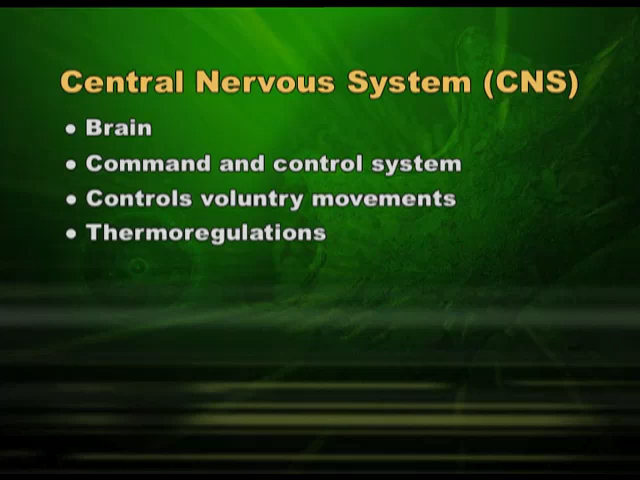 Central Nervous System (CNS)
• Brain
• Command and control system
• Controls voluntry movements
• Thermoregulations